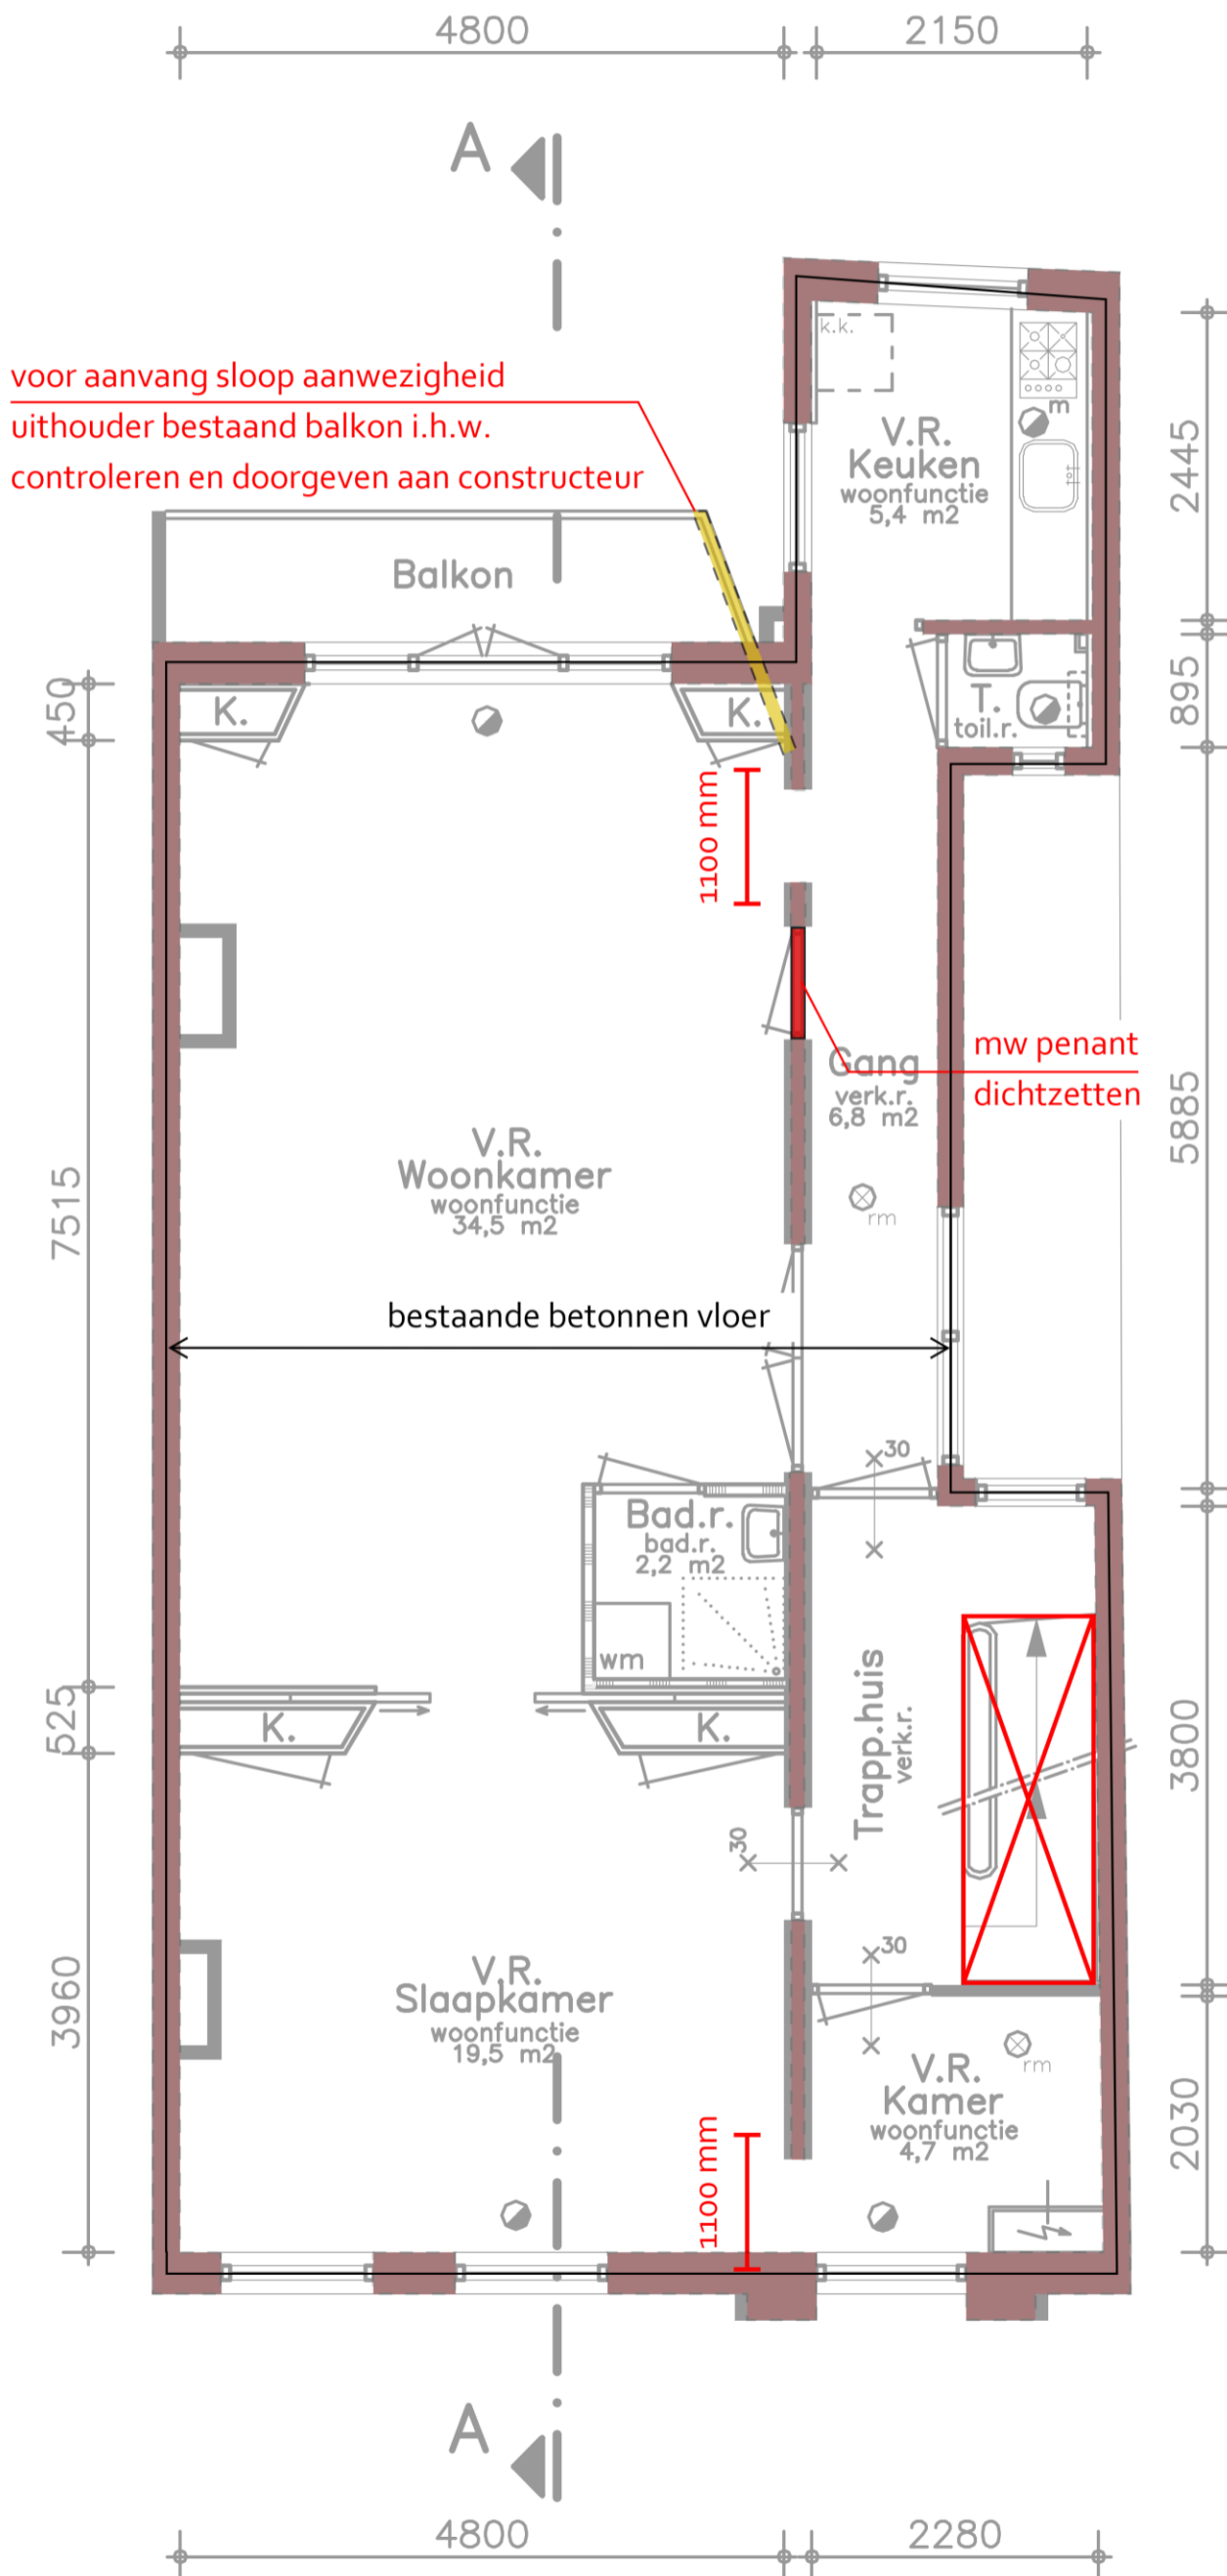 4800
2150
A
voor aanvang sloop aanwezigheid
uithouder bestaand balkon i.h.w.
controleren en doorgeven aan constructeur
k.k.
m
V.R.
Keuken
woonfunctie
5,4 m2
2445
Balkon
K.
K.
T.
toil.r.
450
895
1100 mm
mw penant
dichtzetten
Gang
verk.r.
6,8 m2
rm
V.R.
Woonkamer
woonfunctie
34,5 m2
7515
5885
bestaande betonnen vloer
30
Bad.r.
bad.r.
2,2 m2
wm
Trapp.huis
verk.r.
525
K.
K.
3800
30
30
V.R.
Slaapkamer
woonfunctie
19,5 m2
3960
rm
V.R.
Kamer
woonfunctie
4,7 m2
2030
1100 mm
A
4800
2280